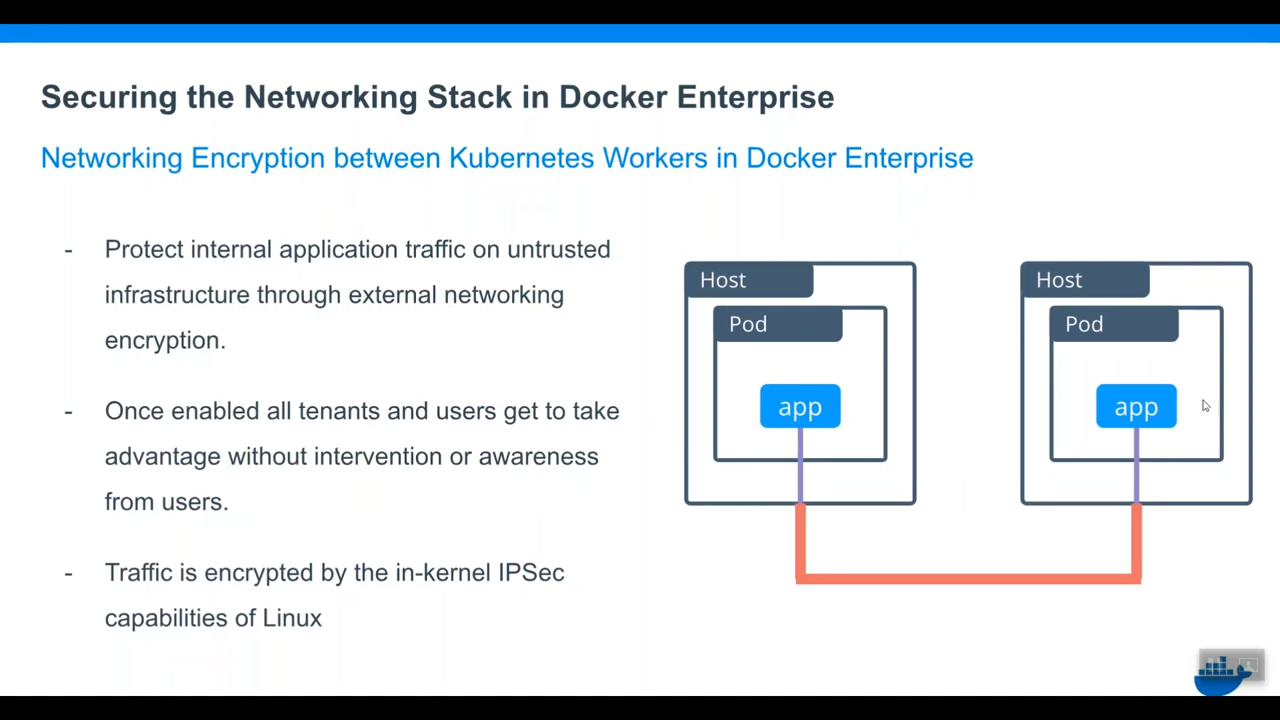 Securing the Networking Stack in Docker Enterprise
Networking Encryption between Kubernetes Workers in Docker Enterprise
- Protect internal application traffic on untrusted
infrastructure through external networking
encryption.
- Once enabled all tenants and users get to take
advantage without intervention or awareness
from users.
- Traffic is encrypted by the in-kernel IPSec
capabilities of Linux
Host
Pod
app
Host
Pod
app